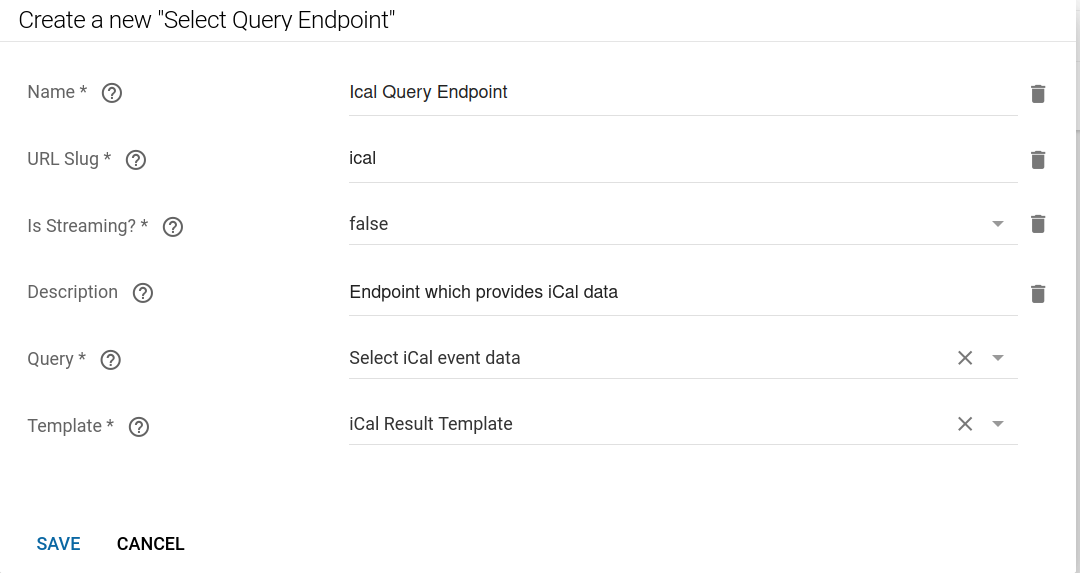 Create a new "Select Query Endpoint"
Name * Ical Query Endpoint
URL Slug * ical
Is Streaming? * false
Description Endpoint which provides iCal data
Query * Select iCal event data
Template * iCal Result Template
SAVE CANCEL